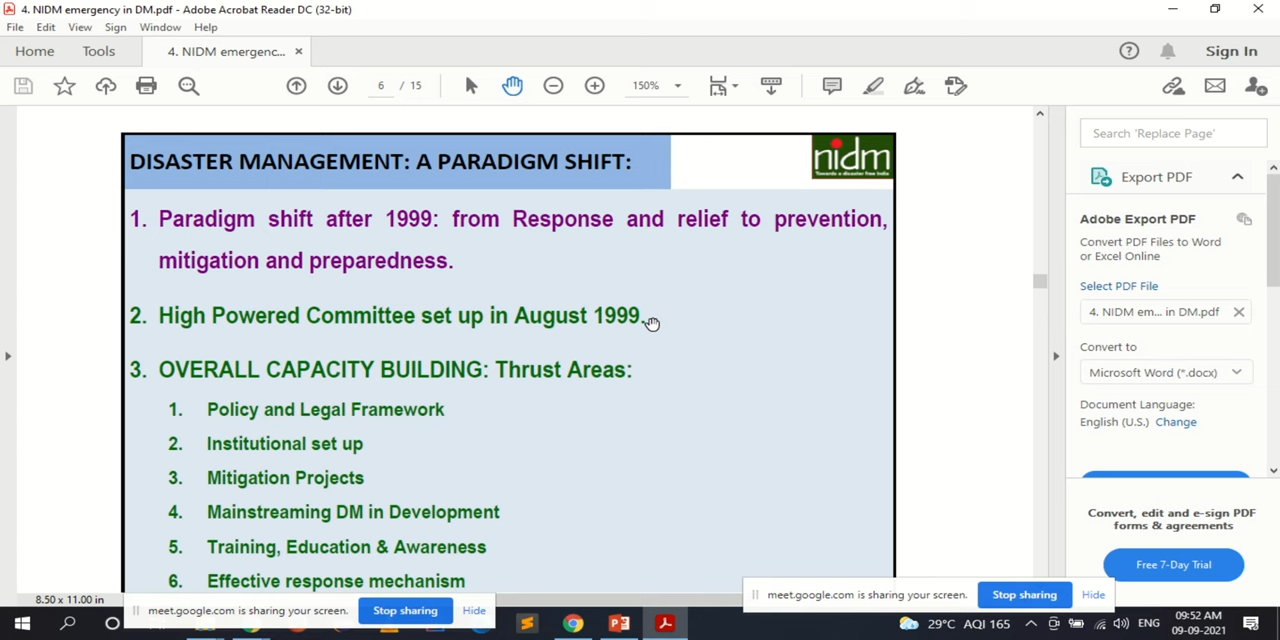 4. NIDM emergency in DM.pdf - Adobe Acrobat Reader DC (32-bit)
File Edit View Sign Window Help
Home Tools 4. NIDM emergenc... × Sign In
6 / 15 150%
DISASTER MANAGEMENT: A PARADIGM SHIFT:
nidm
Towards a disaster free India
1. Paradigm shift after 1999: from Response and relief to prevention,
mitigation and preparedness.
2. High Powered Committee set up in August 1999.
3. OVERALL CAPACITY BUILDING: Thrust Areas:
1. Policy and Legal Framework
2. Institutional set up
3. Mitigation Projects
4. Mainstreaming DM in Development
5. Training, Education & Awareness
6. Effective response mechanism
8.50 x 11.00 in
Search 'Replace Page'
Export PDF
Adobe Export PDF
Convert PDF Files to Word
or Excel Online
Select PDF File
4. NIDM em... in DM.pdf
Convert to
Microsoft Word (*.docx)
Document Language:
English (U.S.) Change
Convert, edit and e-sign PDF
forms & agreements
Free 7-Day Trial
meet.google.com is sharing your screen. Stop sharing Hide
meet.google.com is sharing your screen. Stop sharing Hide
29°C AQI 165 ENG 09:52 AM
09-09-2021